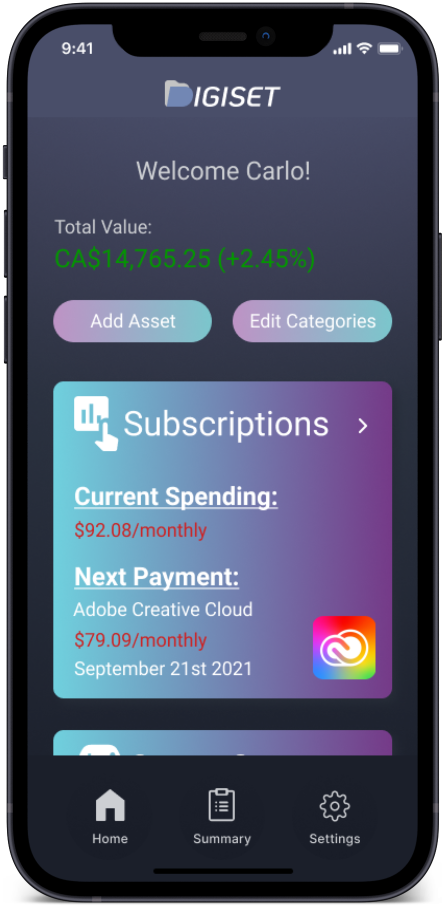 9:41
DIGISET
Welcome Carlo!
Total Value:
CA$14,765.25 (+2.45%)
Add Asset
Edit Categories
Subscriptions
Current Spending:
$92.08/monthly
Next Payment:
Adobe Creative Cloud
$79.09/monthly
September 21st 2021
Home
Summary
Settings